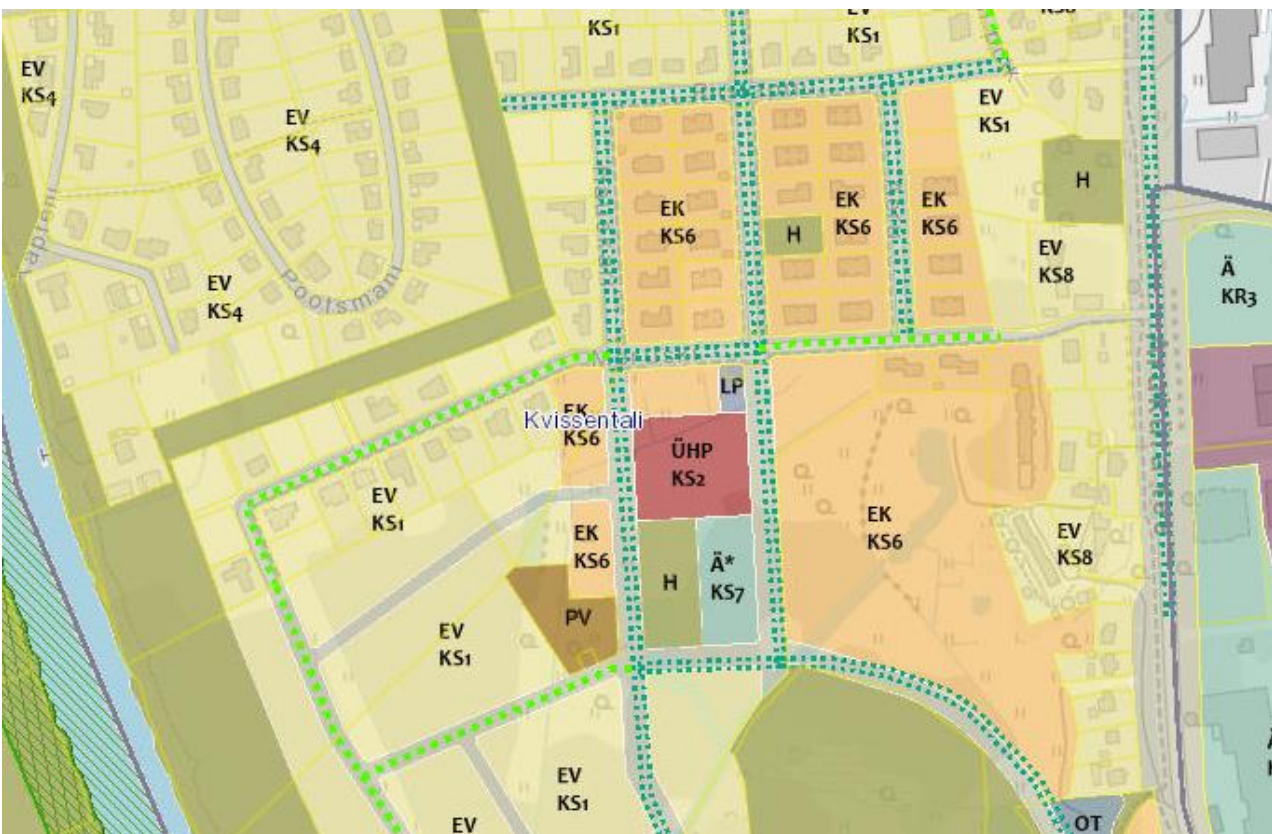 KS1
EV
KS1
KS8
EV
KS4
EV
KS4
EV
KS1
H
EK
KS6
EK
KS6
EK
KS6
H
EV
KS8
Ä
KR3
EV
KS4
Pootsmani
LP
Kvissentali
EK
KS6
ÜHP
KS2
EV
KS1
EK
KS6
EV
KS8
EK
KS6
H
Ä*
KS7
PV
EV
KS1
EV
KS1
EV
OT